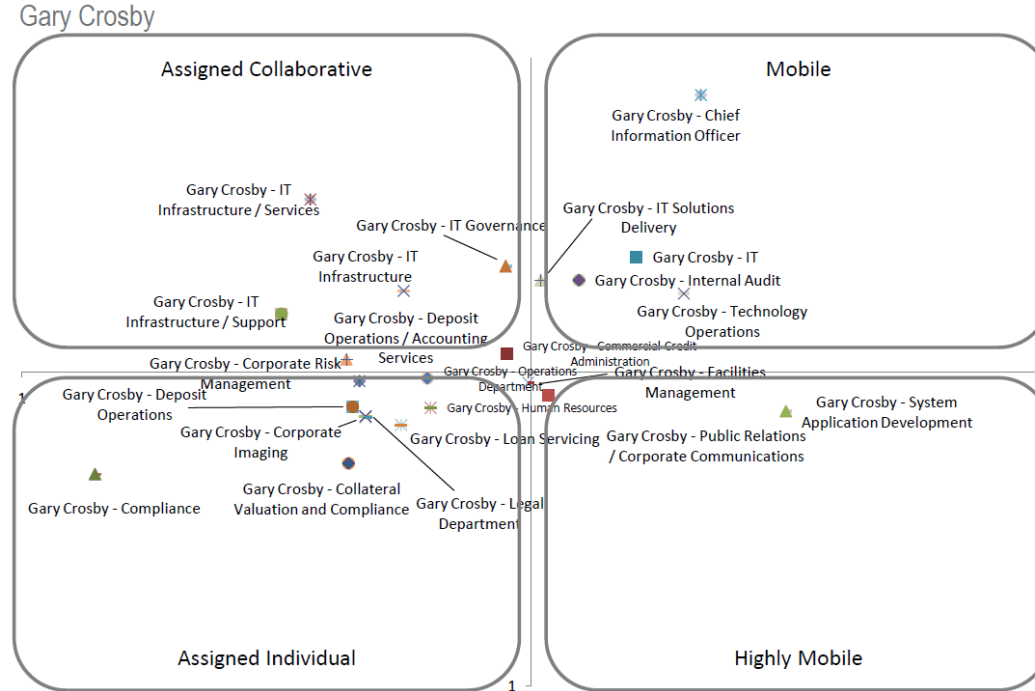 Gary Crosby
Assigned Collaborative
Mobile
Gary Crosby - Chief
Information Officer
Gary Crosby - IT
Infrastructure / Services
Gary Crosby - IT Governance
Gary Crosby - IT Solutions
Delivery
Gary Crosby - IT
Infrastructure
Gary Crosby - IT
Gary Crosby - Internal Audit
Gary Crosby - Technology
Operations
Gary Crosby - IT
Infrastructure / Support
Gary Crosby - Deposit
Operations / Accounting
Services
Gary Crosby - Commercial Credit
Administration
Gary Crosby - Corporate Risk
Management
Gary Crosby - Operations
Department
Gary Crosby - Facilities
Management
1
Gary Crosby - Deposit
Operations
Gary Crosby - Human Resources
Gary Crosby - System
Application Development
Gary Crosby - Corporate
Imaging
Gary Crosby - Loan Servicing
Gary Crosby - Public Relations
/ Corporate Communications
Gary Crosby - Compliance
Gary Crosby - Collateral
Valuation and Compliance
Gary Crosby - Legal
Department
Assigned Individual
Highly Mobile
1